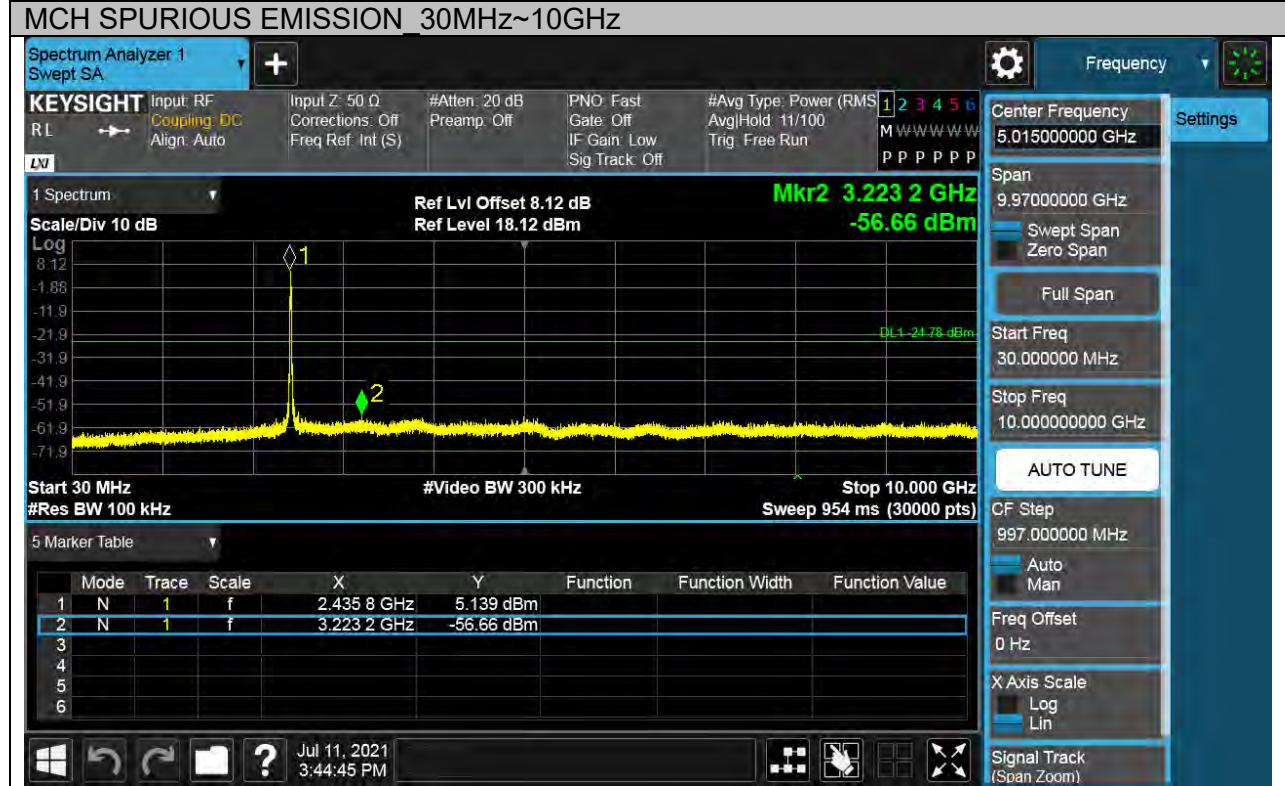 MCH SPURIOUS EMISSION_30MHz~10GHz
Spectrum Analyzer 1
Swept SA
Frequency
KEYSIGHT
RL
LXI
Input: RF
Coupling: DC
Align: Auto
Input Z: 50 Ω
Corrections: Off
Freq Ref: Int (S)
#Atten: 20 dB
Preamp: Off
PNO: Fast
Gate: Off
IF Gain: Low
Sig Track: Off
#Avg Type: Power (RMS
Avg|Hold: 11/100
Trig: Free Run
1 2 3 4 5 6
M W W W W W
P P P P P P
1 Spectrum
Scale/Div 10 dB
Ref Lvl Offset 8.12 dB
Ref Level 18.12 dBm
Mkr2 3.223 2 GHz
-56.66 dBm
Log
8.12
-1.88
-11.9
-21.9
-31.9
-41.9
-51.9
-61.9
-71.9
1
2
DL1 -24.78 dBm
Start 30 MHz
#Res BW 100 kHz
#Video BW 300 kHz
Stop 10.000 GHz
Sweep 954 ms (30000 pts)
5 Marker Table
Mode Trace Scale X Y Function Function Width Function Value
1 N 1 f 2.435 8 GHz 5.139 dBm
2 N 1 f 3.223 2 GHz -56.66 dBm
3
4
5
6
Jul 11, 2021
3:44:45 PM
Center Frequency
5.015000000 GHz
Settings
Span
9.97000000 GHz
Swept Span
Zero Span
Full Span
Start Freq
30.000000 MHz
Stop Freq
10.000000000 GHz
AUTO TUNE
CF Step
997.000000 MHz
Auto
Man
Freq Offset
0 Hz
X Axis Scale
Log
Lin
Signal Track
(Span Zoom)